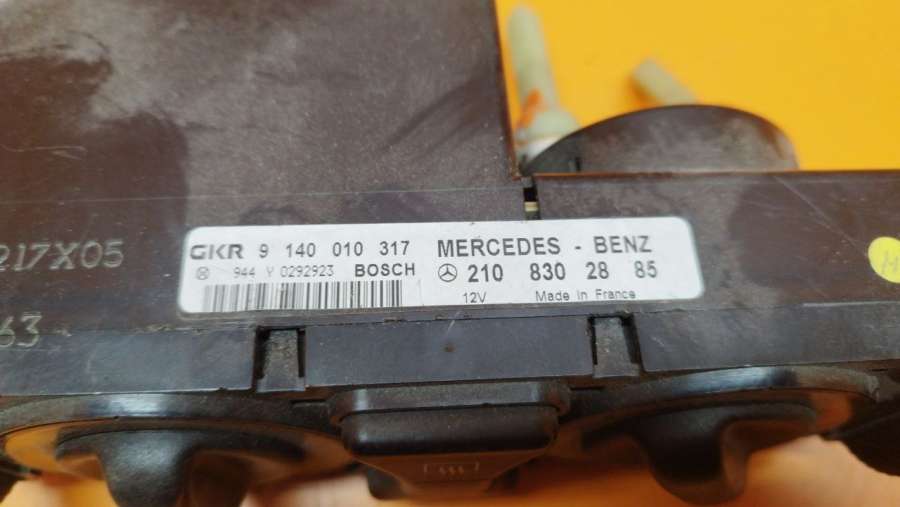 GKR 9 140 010 317 MERCEDES - BENZ
944 Y 0292923 BOSCH 210 830 28 85
12V Made in France
217X05
63